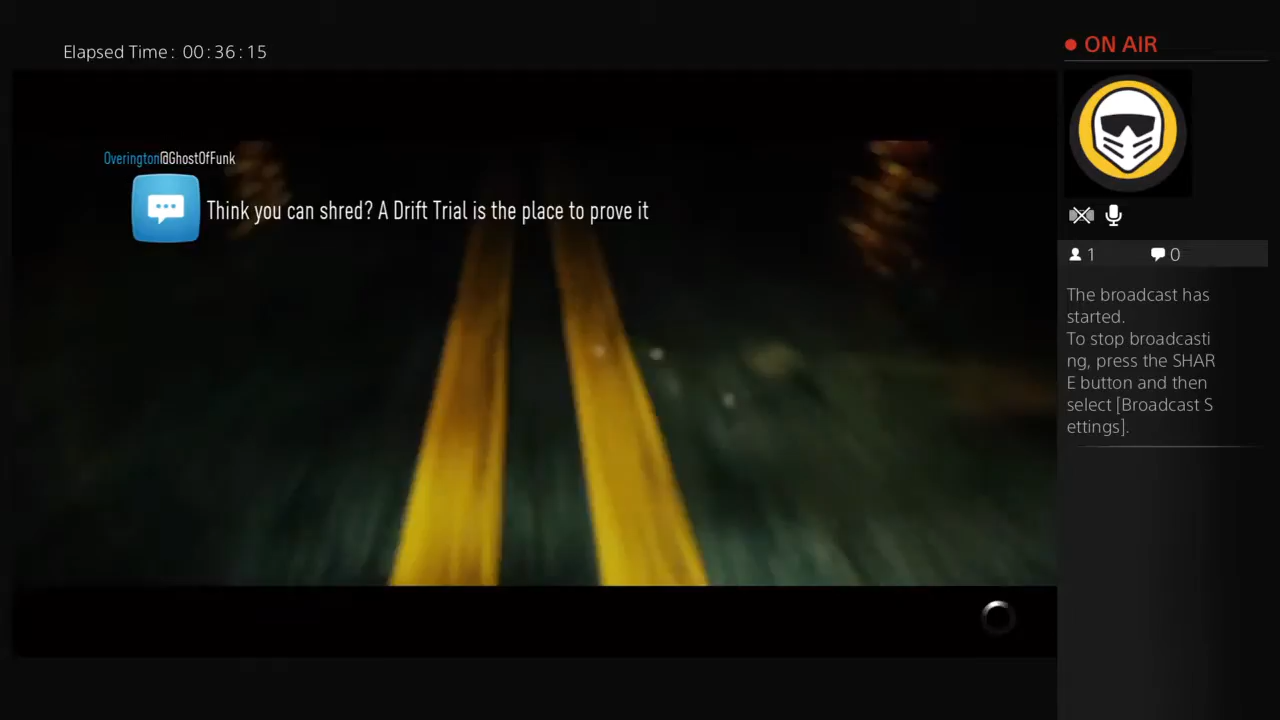 Elapsed Time: 00:36:15
ON AIR
Overington@GhostOfFunk
Think you can shred? A Drift Trial is the place to prove it
1
0
The broadcast has
started.
To stop broadcasti
ng, press the SHAR
E button and then
select [Broadcast S
ettings].